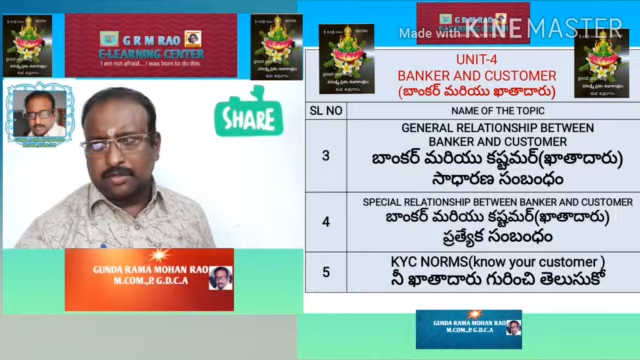 G R M RAO
E-LEARNING CENTER
I am not afraid... I was born to do this
SHARE
GUNDA RAMA MOHAN RAO
M.COM.,P.G.D.C.A
G R M RAO
Made with KINEMASTER
UNIT-4
BANKER AND CUSTOMER
(బాంకర్ మరియు ఖాతాదారు)
SL NO NAME OF THE TOPIC
3 GENERAL RELATIONSHIP BETWEEN
BANKER AND CUSTOMER
బాంకర్ మరియు కష్టమర్(ఖాతాదారు)
సాధారణ సంబంధం
4 SPECIAL RELATIONSHIP BETWEEN BANKER AND CUSTOMER
బాంకర్ మరియు కష్టమర్(ఖాతాదారు)
ప్రత్యేక సంబంధం
5 KYC NORMS(know your customer )
నీ ఖాతాదారు గురించి తెలుసుకో
GUNDA RAMA MOHAN RAO
M.COM.,P.G.D.C.A